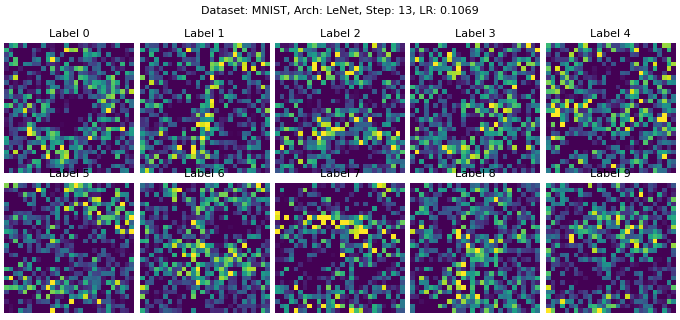 Dataset: MNIST, Arch: LeNet, Step: 13, LR: 0.1069
Label 0 Label 1 Label 2 Label 3 Label 4
Label 5 Label 6 Label 7 Label 8 Label 9